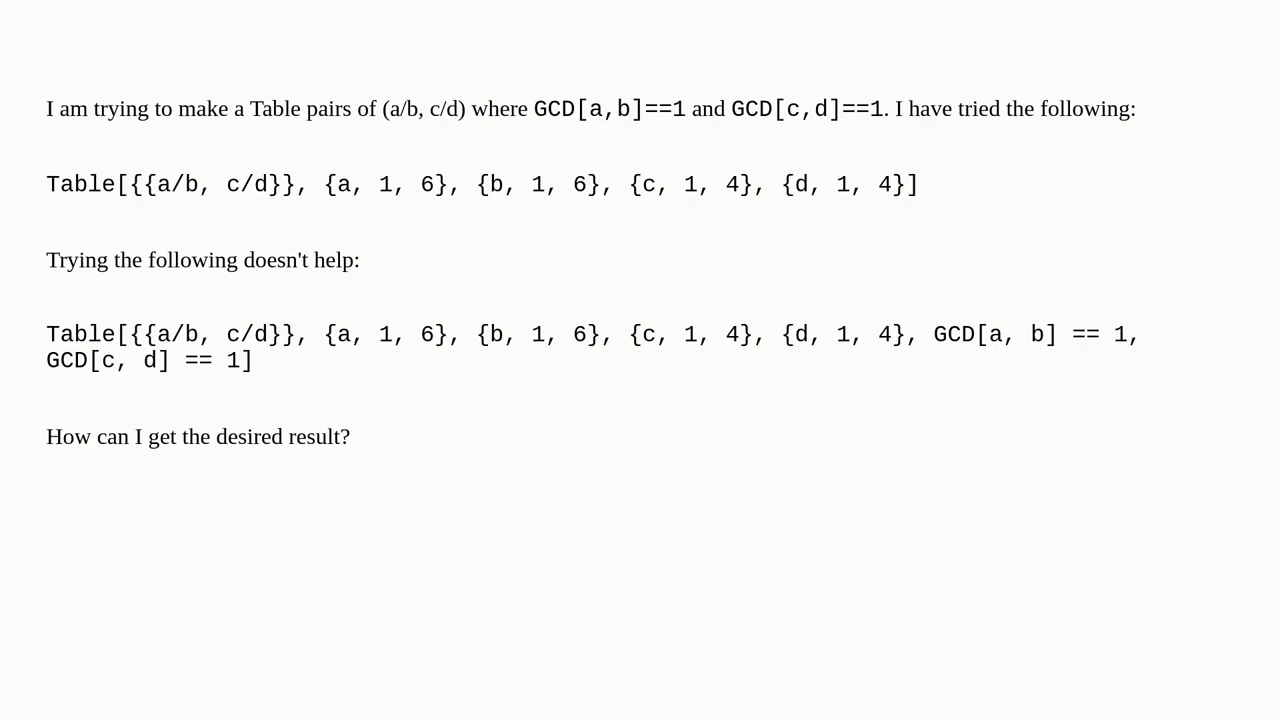 I am trying to make a Table pairs of (a/b, c/d) where GCD[a,b]==1 and GCD[c,d]==1. I have tried the following:
Table[{{a/b, c/d}}, {a, 1, 6}, {b, 1, 6}, {c, 1, 4}, {d, 1, 4}]
Trying the following doesn't help:
Table[{{a/b, c/d}}, {a, 1, 6}, {b, 1, 6}, {c, 1, 4}, {d, 1, 4}, GCD[a, b] == 1,
GCD[c, d] == 1]
How can I get the desired result?